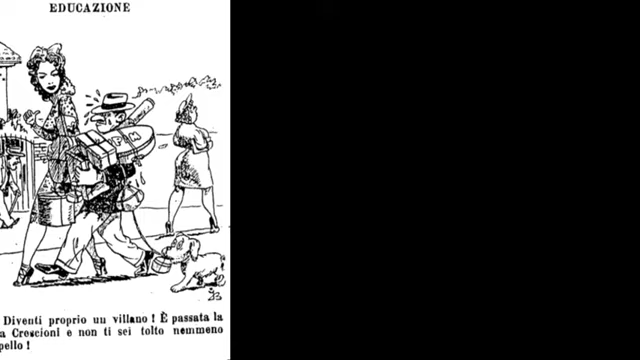 EDUCAZIONE
Diventi proprio un villano! È passata la
a Crescioni e non ti sei tolto nemmeno
pello!